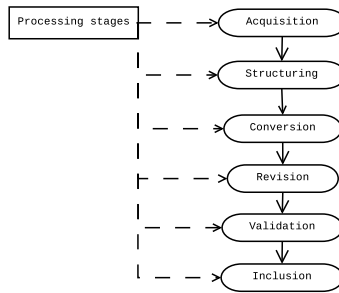 Processing stages
Acquisition
Structuring
Conversion
Revision
Validation
Inclusion